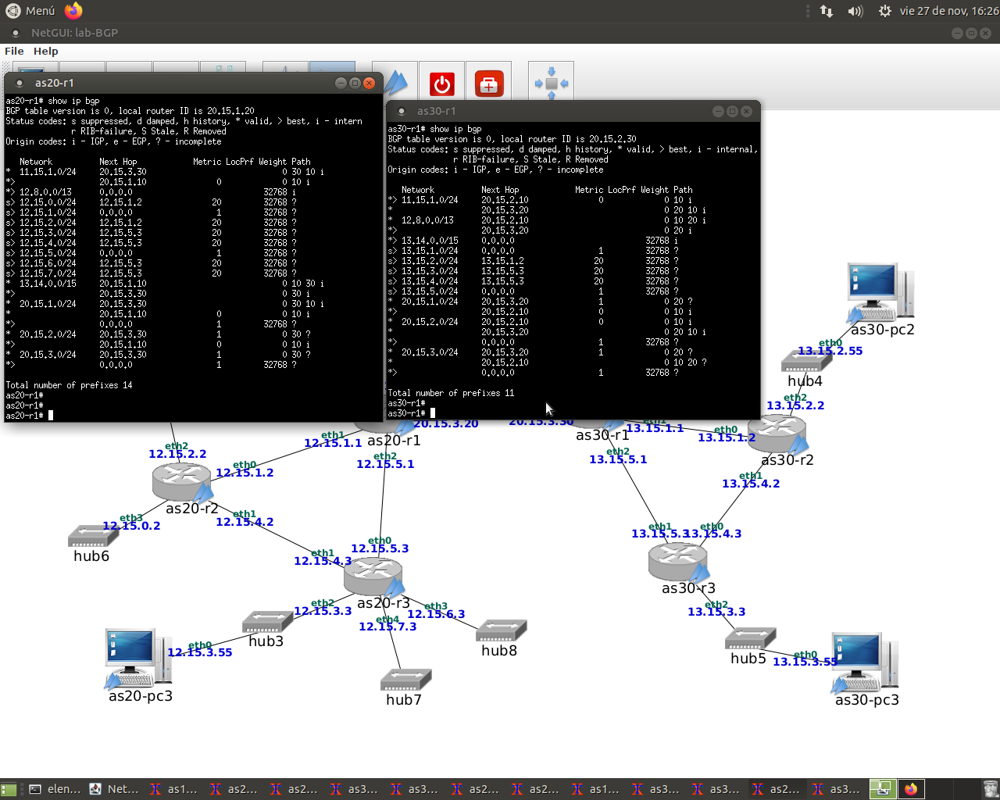 Menú
vie 27 de nov, 16:26
NetGUI: lab-BGP
File Help
as20-r1
as20-r1# show ip bgp
BGP table version is 0, local router ID is 20.15.1.20
Status codes: s suppressed, d damped, h history, * valid, > best, i - intern
r RIB-failure, S Stale, R Removed
Origin codes: i - IGP, e - EGP, ? - incomplete
Network Next Hop Metric LocPrf Weight Path
* 11.15.1.0/24 20.15.3.30 0 30 10 i
*> 20.15.1.10 0 0 10 i
*> 12.8.0.0/13 0.0.0.0 32768 i
s> 12.15.0.0/24 12.15.1.2 20 32768 ?
s> 12.15.1.0/24 0.0.0.0 1 32768 ?
s> 12.15.2.0/24 12.15.1.2 20 32768 ?
s> 12.15.3.0/24 12.15.5.3 20 32768 ?
s> 12.15.4.0/24 12.15.5.3 20 32768 ?
s> 12.15.5.0/24 0.0.0.0 1 32768 ?
s> 12.15.6.0/24 12.15.5.3 20 32768 ?
s> 12.15.7.0/24 12.15.5.3 20 32768 ?
* 13.14.0.0/15 20.15.1.10 0 10 30 i
*> 20.15.3.30 0 30 i
* 20.15.1.0/24 20.15.3.30 0 30 10 i
* 20.15.1.10 0 0 10 i
*> 0.0.0.0 1 32768 ?
* 20.15.2.0/24 20.15.3.30 1 0 30 ?
*> 20.15.1.10 0 0 10 i
* 20.15.3.0/24 20.15.3.30 1 0 30 ?
*> 0.0.0.0 1 32768 ?
Total number of prefixes 14
as20-r1#
as20-r1#
as20-r1#
as30-r1
as30-r1# show ip bgp
BGP table version is 0, local router ID is 20.15.2.30
Status codes: s suppressed, d damped, h history, * valid, > best, i - internal,
r RIB-failure, S Stale, R Removed
Origin codes: i - IGP, e - EGP, ? - incomplete
Network Next Hop Metric LocPrf Weight Path
*> 11.15.1.0/24 20.15.2.10 0 0 10 i
* 20.15.3.20 0 20 10 i
* 12.8.0.0/13 20.15.2.10 0 10 20 i
*> 20.15.3.20 0 20 i
*> 13.14.0.0/15 0.0.0.0 32768 i
s> 13.15.1.0/24 0.0.0.0 1 32768 ?
s> 13.15.2.0/24 13.15.1.2 20 32768 ?
s> 13.15.3.0/24 13.15.5.3 20 32768 ?
s> 13.15.4.0/24 13.15.5.3 20 32768 ?
s> 13.15.5.0/24 0.0.0.0 1 32768 ?
* 20.15.1.0/24 20.15.3.20 1 0 20 ?
*> 20.15.2.10 0 0 10 i
* 20.15.2.0/24 20.15.2.10 0 0 10 i
* 20.15.3.20 0 20 10 i
*> 0.0.0.0 1 32768 ?
* 20.15.3.0/24 20.15.3.20 1 0 20 ?
* 20.15.2.10 0 10 20 ?
*> 0.0.0.0 1 32768 ?
Total number of prefixes 11
as30-r1#
as30-r1#
as30-pc2
eth0
13.15.2.55
hub4
eth2
13.15.2.2
20.15.3.20
20.15.3.30
as20-r1
as30-r1
eth1
13.15.1.1
eth0
13.15.1.2
as30-r2
eth1
12.15.1.1
eth2
12.15.2.2
eth2
12.15.5.1
eth2
13.15.5.1
eth0
12.15.1.2
eth1
13.15.4.2
as20-r2
eth1
12.15.4.2
eth3
12.15.0.2
hub6
eth0
12.15.5.3
eth1
12.15.4.3
eth1
13.15.5.3
eth0
13.15.4.3
as30-r3
as20-r3
eth2
12.15.3.3
eth3
12.15.6.3
eth4
12.15.7.3
eth2
13.15.3.3
hub3
hub8
hub5
eth0
12.15.3.55
eth0
13.15.3.55
as20-pc3
hub7
as30-pc3
elen...
Net...
as1...
as2...
as2...
as3...
as3...
as2...
as2...
as1...
as3...
as3...
as2...
as3...